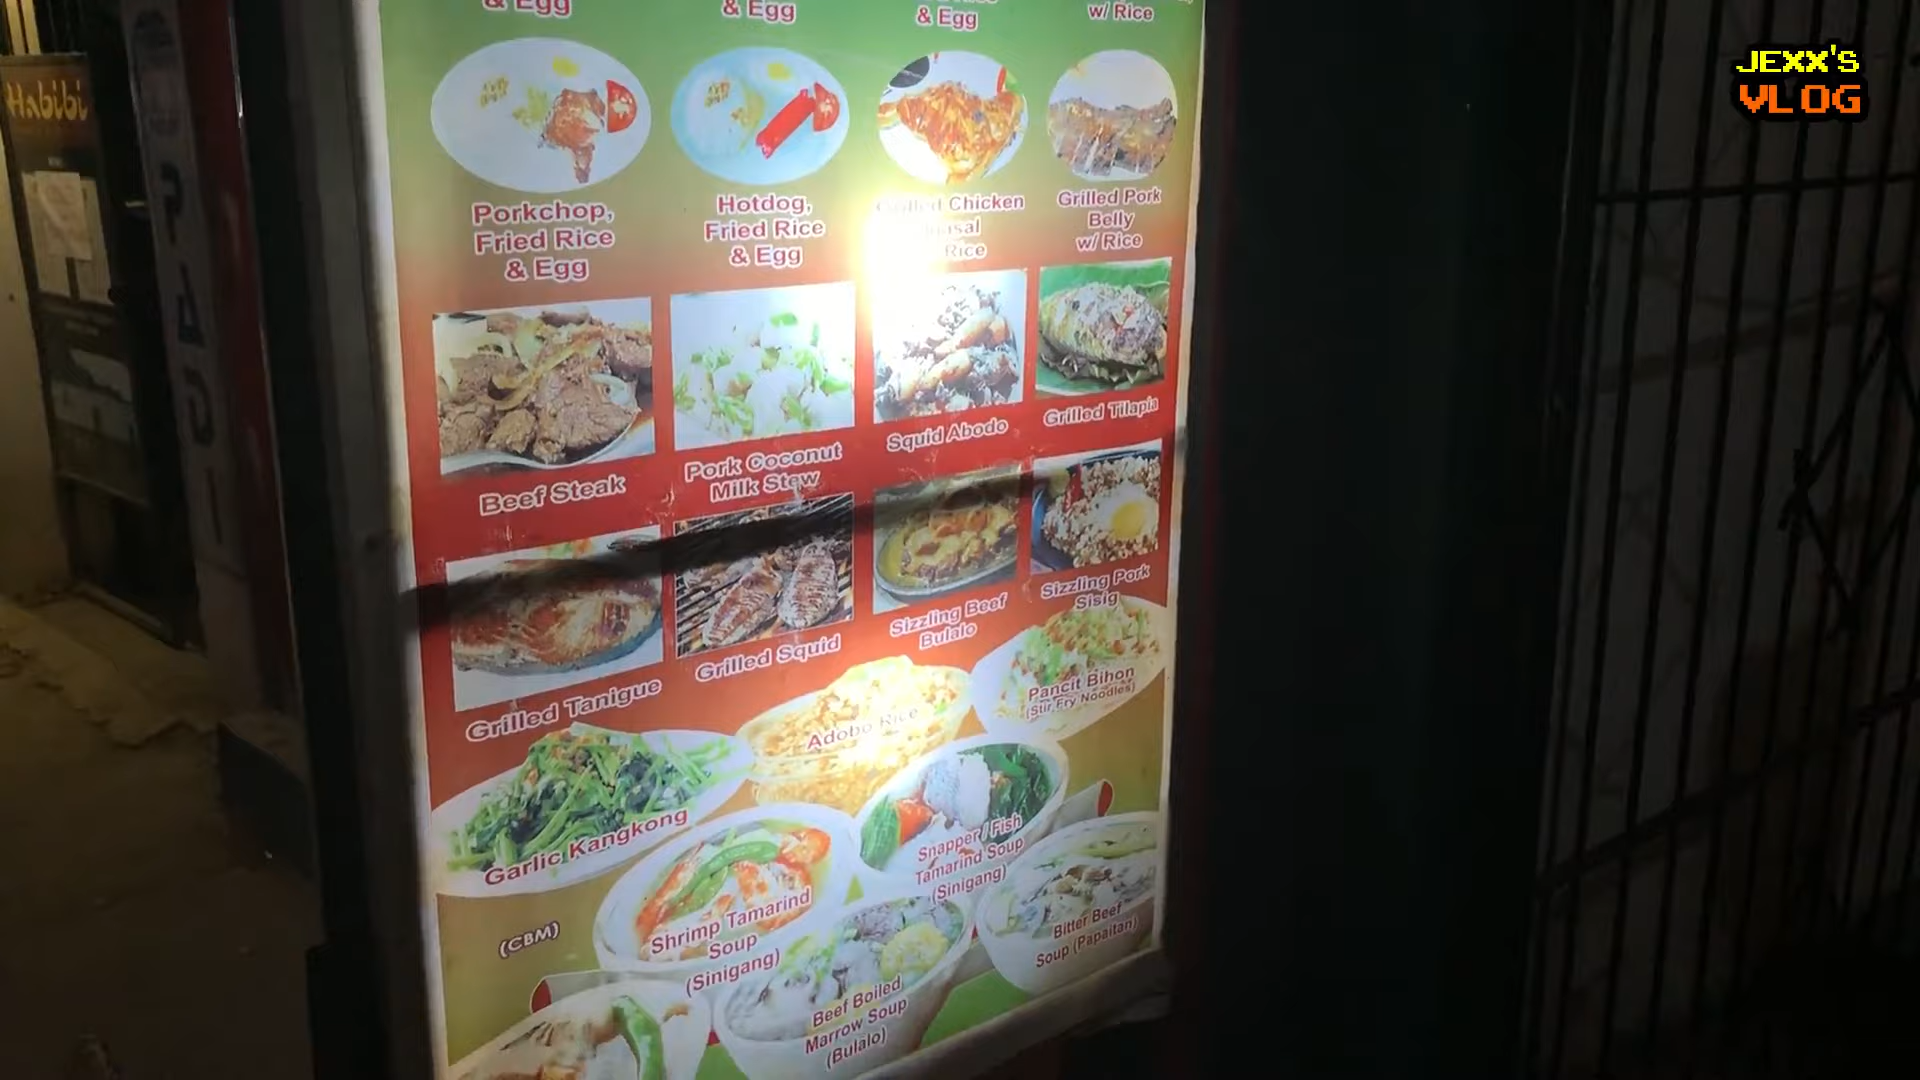 & Egg
& Egg
& Egg
w/ Rice
JEXX'S
VLOG
Habibi
Porkchop,
Fried Rice
& Egg
Hotdog,
Fried Rice
& Egg
Grilled Chicken
Rice
Grilled Pork
Belly
w/ Rice
Beef Steak
Pork Coconut
Milk Stew
Squid Abodo
Grilled Tilapia
Grilled Tanigue
Grilled Squid
Sizzling Beef
Bulalo
Sizzling Pork
Sisig
Garlic Kangkong
Adobo Rice
Pancit Bihon
(Stir Fry Noodles)
(CBM)
Shrimp Tamarind
Soup
(Sinigang)
Snapper / Fish
Tamarind Soup
(Sinigang)
Beef Boiled
Marrow Soup
(Bulalo)
Bitter Beef
Soup (Papaitan)